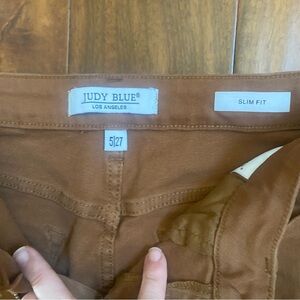 JUDY BLUE®
LOS ANGELES
SLIM FIT
5|27